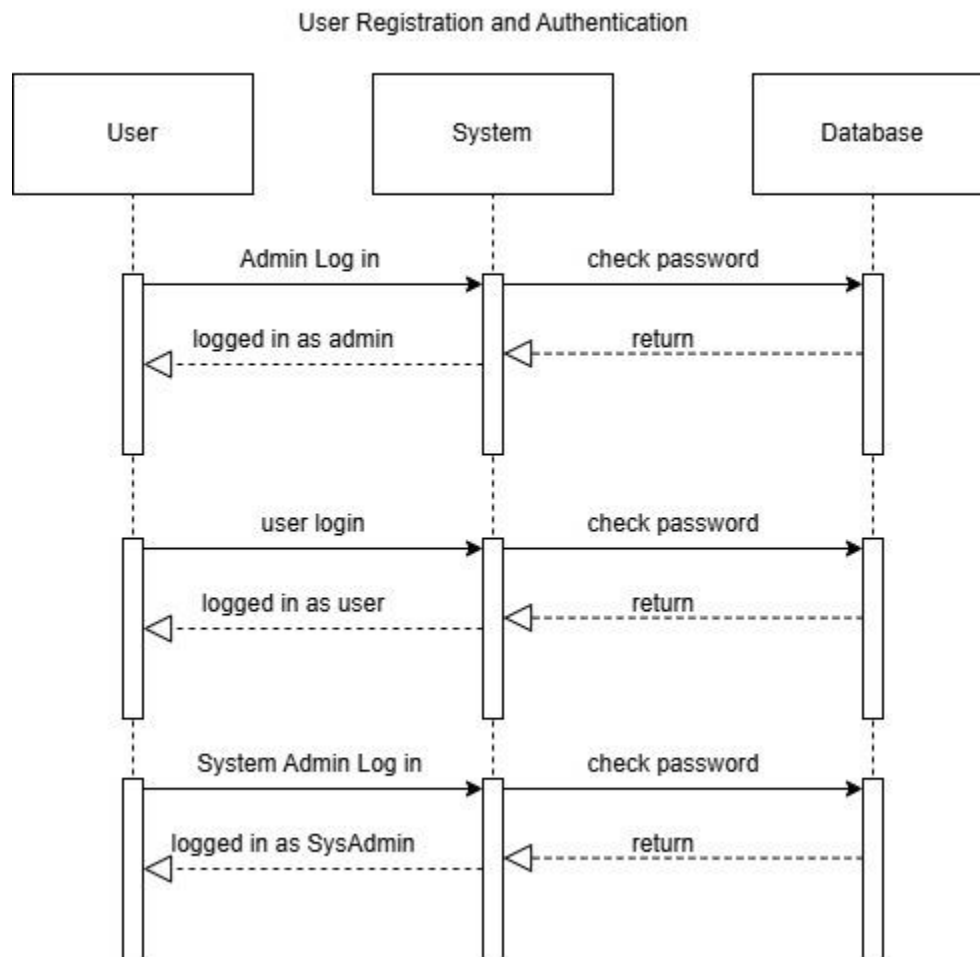 User Registration and Authentication
User
System
Database
Admin Log in
check password
logged in as admin
return
user login
check password
logged in as user
return
System Admin Log in
check password
logged in as SysAdmin
return